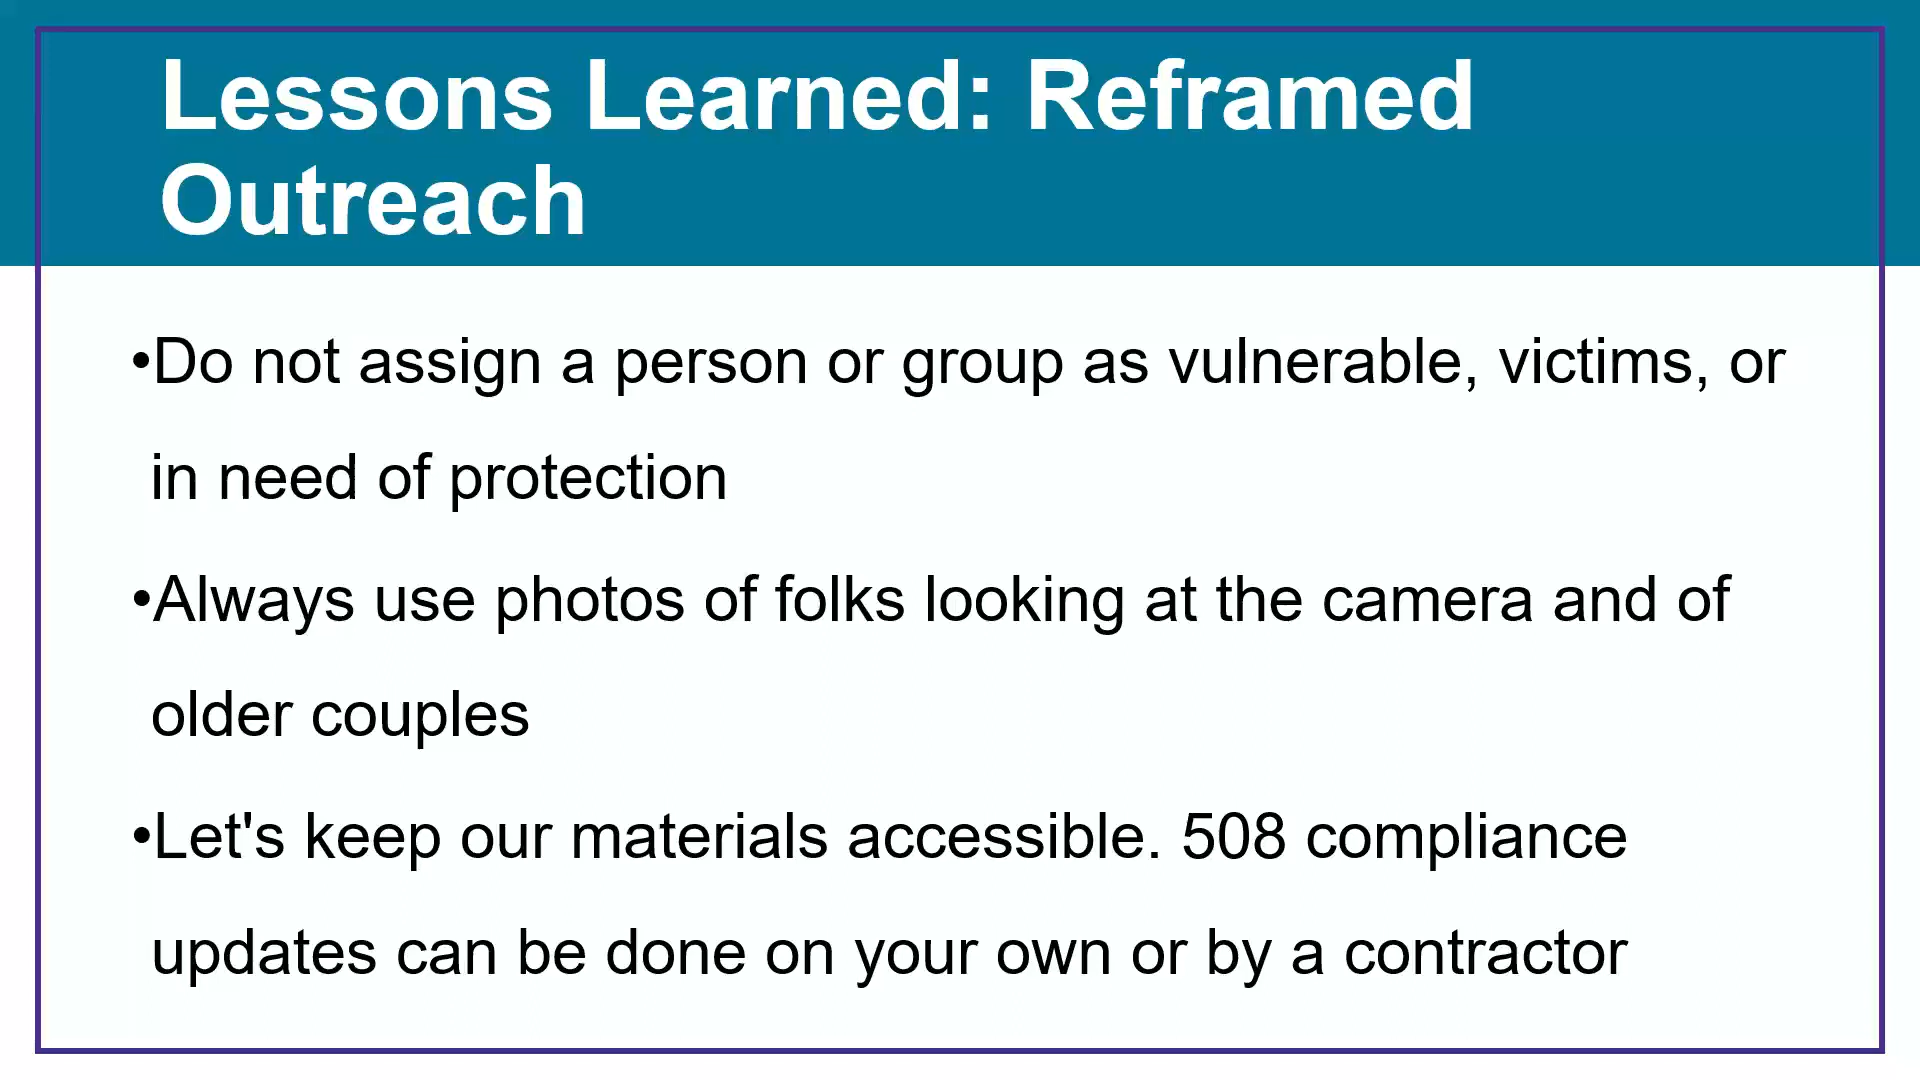 Lessons Learned: Reframed
Outreach
•Do not assign a person or group as vulnerable, victims, or
in need of protection
•Always use photos of folks looking at the camera and of
older couples
•Let's keep our materials accessible. 508 compliance
updates can be done on your own or by a contractor